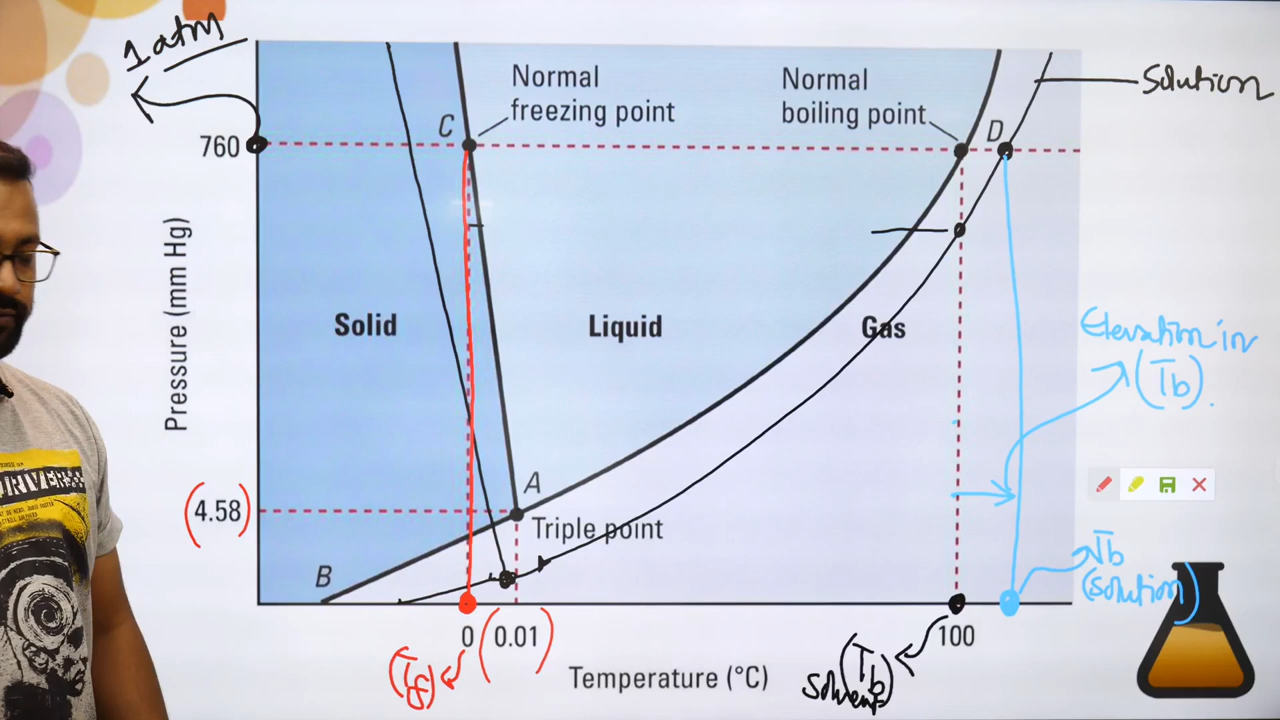 1 atm
Normal
freezing point
Normal
boiling point
Solution
C
D
760
Pressure (mm Hg)
Solid
Liquid
Gas
Elevation in
(Tb).
A
(4.58)
Triple point
B
Tb
(solution)
0 (0.01)
100
(Tf)
(Tb)
solvent
Temperature (°C)
UNIVER